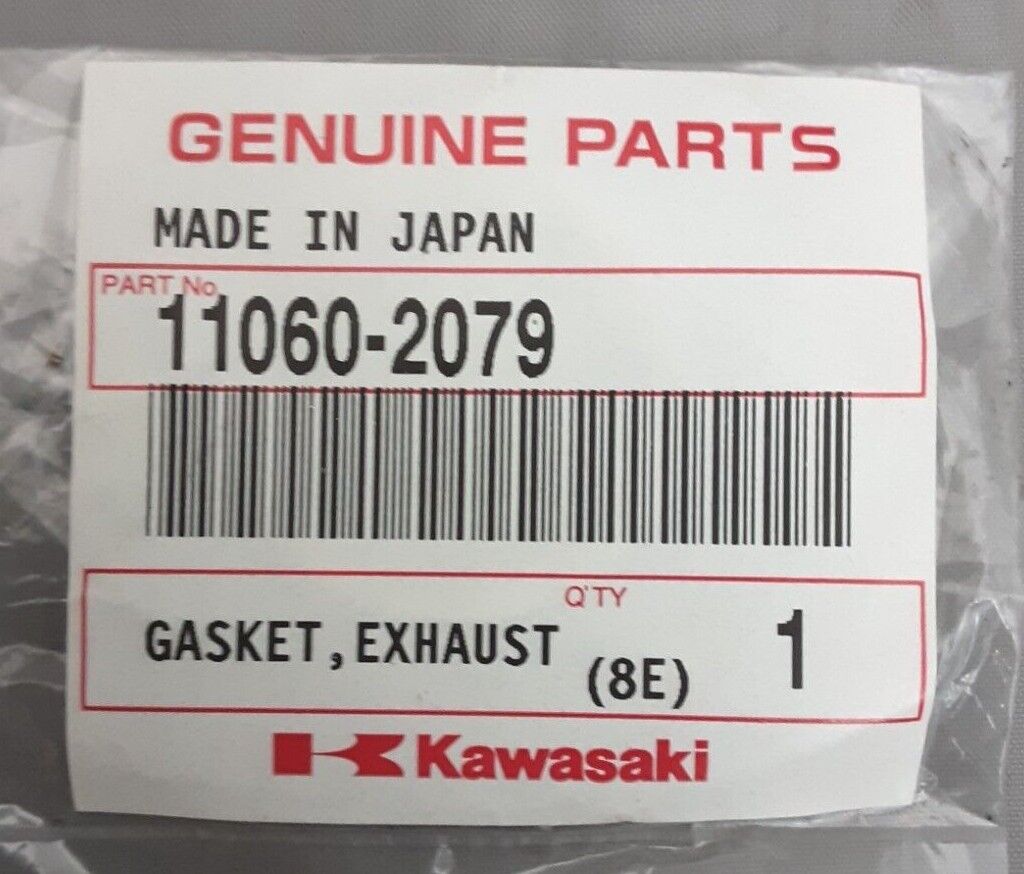 GENUINE PARTS
MADE IN JAPAN
PART No.
11060-2079
Q'TY
GASKET,EXHAUST (8E) 1
Kawasaki